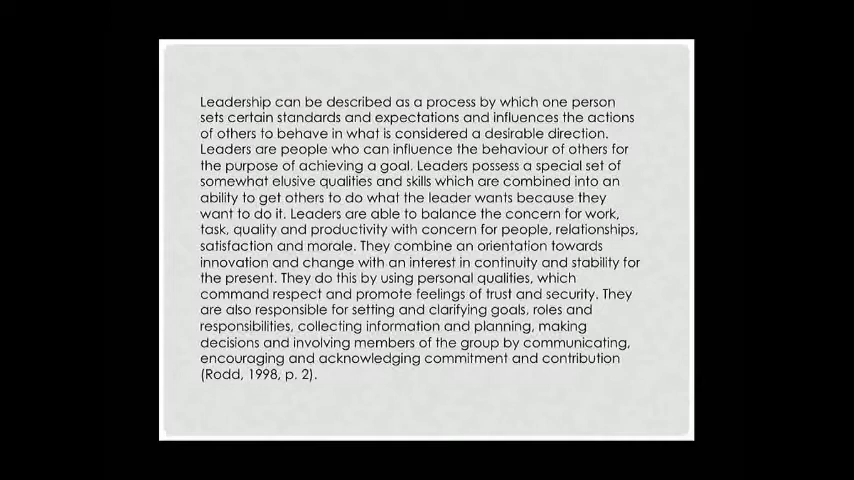 Leadership can be described as a process by which one person
sets certain standards and expectations and influences the actions
of others to behave in what is considered a desirable direction.
Leaders are people who can influence the behaviour of others for
the purpose of achieving a goal. Leaders possess a special set of
somewhat elusive qualities and skills which are combined into an
ability to get others to do what the leader wants because they
want to do it. Leaders are able to balance the concern for work,
task, quality and productivity with concern for people, relationships,
satisfaction and morale. They combine an orientation towards
innovation and change with an interest in continuity and stability for
the present. They do this by using personal qualities, which
command respect and promote feelings of trust and security. They
are also responsible for setting and clarifying goals, roles and
responsibilities, collecting information and planning, making
decisions and involving members of the group by communicating,
encouraging and acknowledging commitment and contribution
(Rodd, 1998, p. 2).